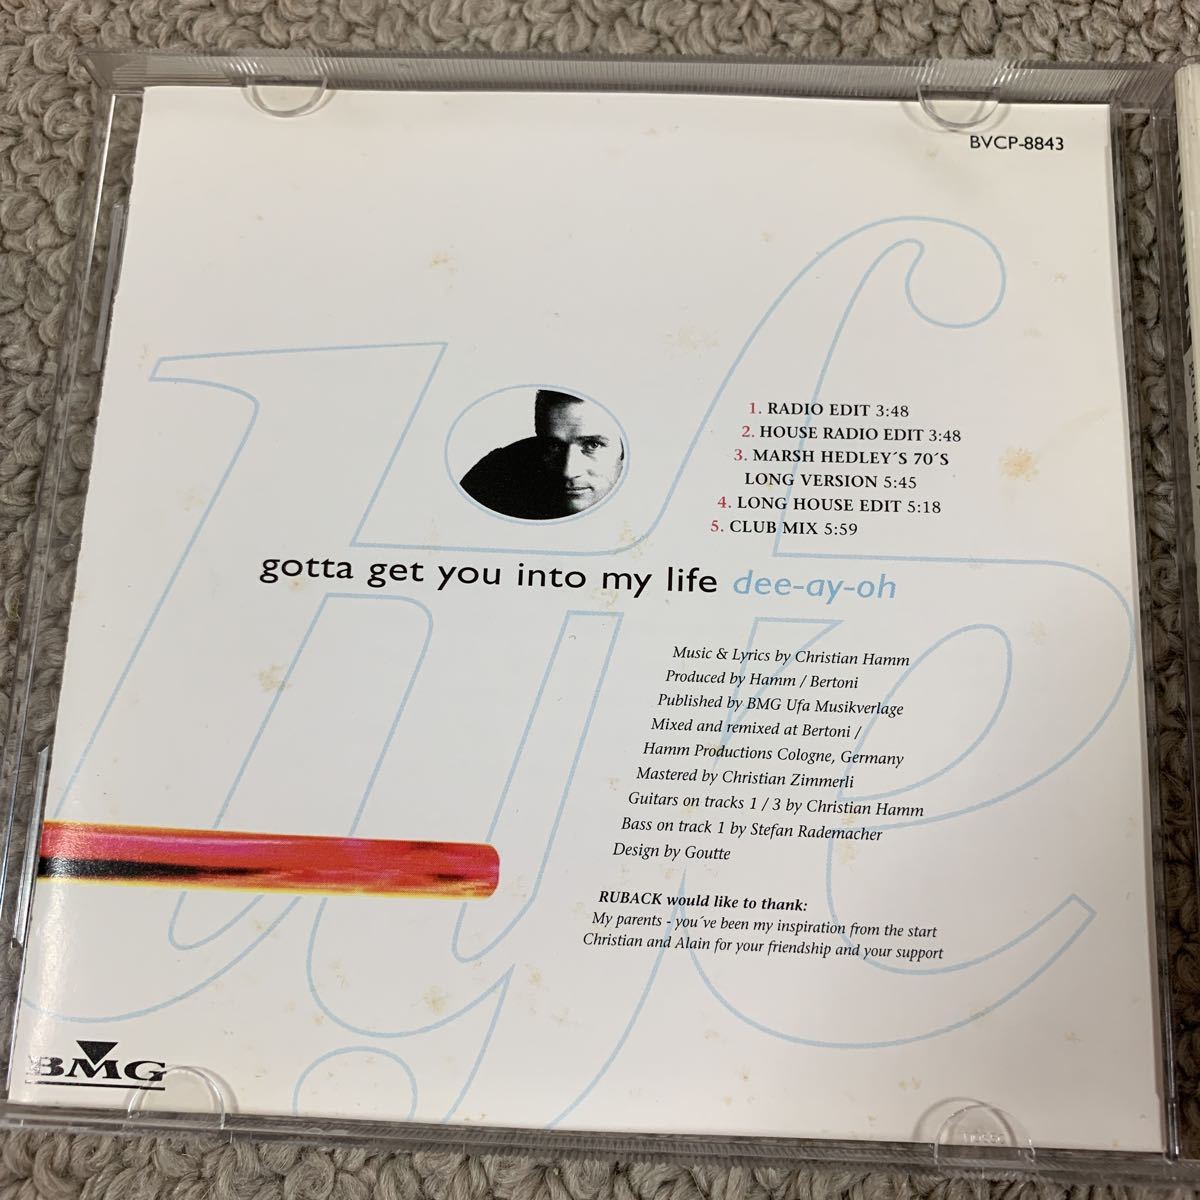 BVCP-8843
1. RADIO EDIT 3:48
2. HOUSE RADIO EDIT 3:48
3. MARSH HEDLEY´S 70´S
LONG VERSION 5:45
4. LONG HOUSE EDIT 5:18
5. CLUB MIX 5:59
gotta get you into my life dee-ay-oh
Music & Lyrics by Christian Hamm
Produced by Hamm / Bertoni
Published by BMG Ufa Musikverlage
Mixed and remixed at Bertoni /
Hamm Productions Cologne, Germany
Mastered by Christian Zimmerli
Guitars on tracks 1 / 3 by Christian Hamm
Bass on track 1 by Stefan Rademacher
Design by Goutte
RUBACK would like to thank:
My parents - you´ve been my inspiration from the start
Christian and Alain for your friendship and your support
BMG